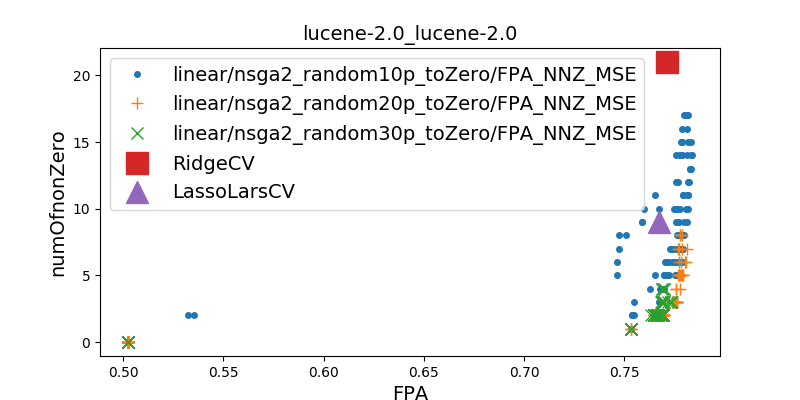 lucene-2.0_lucene-2.0
linear/nsga2_random10p_toZero/FPA_NNZ_MSE
linear/nsga2_random20p_toZero/FPA_NNZ_MSE
linear/nsga2_random30p_toZero/FPA_NNZ_MSE
RidgeCV
LassoLarsCV
numOfnonZero
20
15
10
5
0
0.50
0.55
0.60
0.65
0.70
0.75
FPA